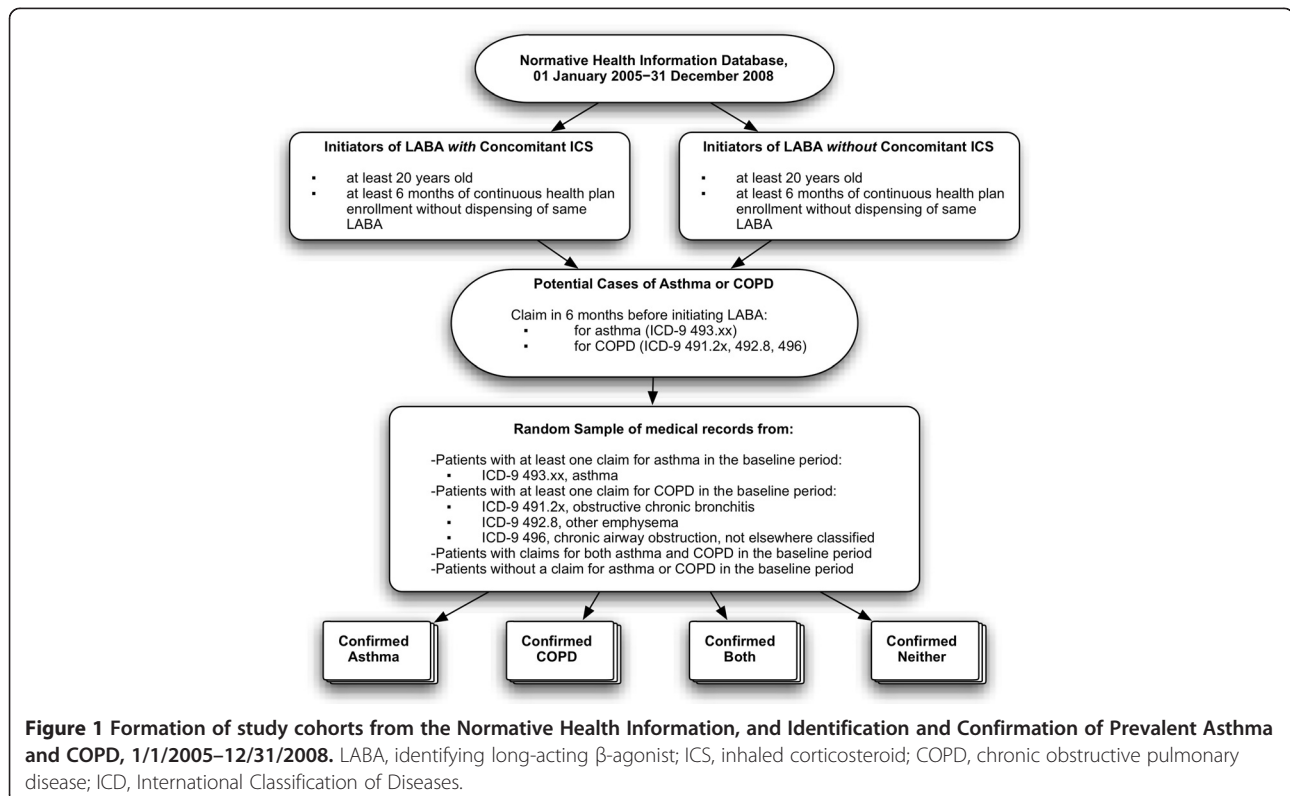 Normative Health Information Database,
01 January 2005–31 December 2008
Initiators of LABA with Concomitant ICS
▪ at least 20 years old
▪ at least 6 months of continuous health plan
enrollment without dispensing of same
LABA
Initiators of LABA without Concomitant ICS
▪ at least 20 years old
▪ at least 6 months of continuous health plan
enrollment without dispensing of same
LABA
Potential Cases of Asthma or COPD
Claim in 6 months before initiating LABA:
▪ for asthma (ICD-9 493.xx)
▪ for COPD (ICD-9 491.2x, 492.8, 496)
Random Sample of medical records from:
-Patients with at least one claim for asthma in the baseline period:
▪ ICD-9 493.xx, asthma
-Patients with at least one claim for COPD in the baseline period:
▪ ICD-9 491.2x, obstructive chronic bronchitis
▪ ICD-9 492.8, other emphysema
▪ ICD-9 496, chronic airway obstruction, not elsewhere classified
-Patients with claims for both asthma and COPD in the baseline period
-Patients without a claim for asthma or COPD in the baseline period
Confirmed
Asthma
Confirmed
COPD
Confirmed
Both
Confirmed
Neither
Figure 1 Formation of study cohorts from the Normative Health Information, and Identification and Confirmation of Prevalent Asthma
and COPD, 1/1/2005–12/31/2008. LABA, identifying long-acting β-agonist; ICS, inhaled corticosteroid; COPD, chronic obstructive pulmonary
disease; ICD, International Classification of Diseases.